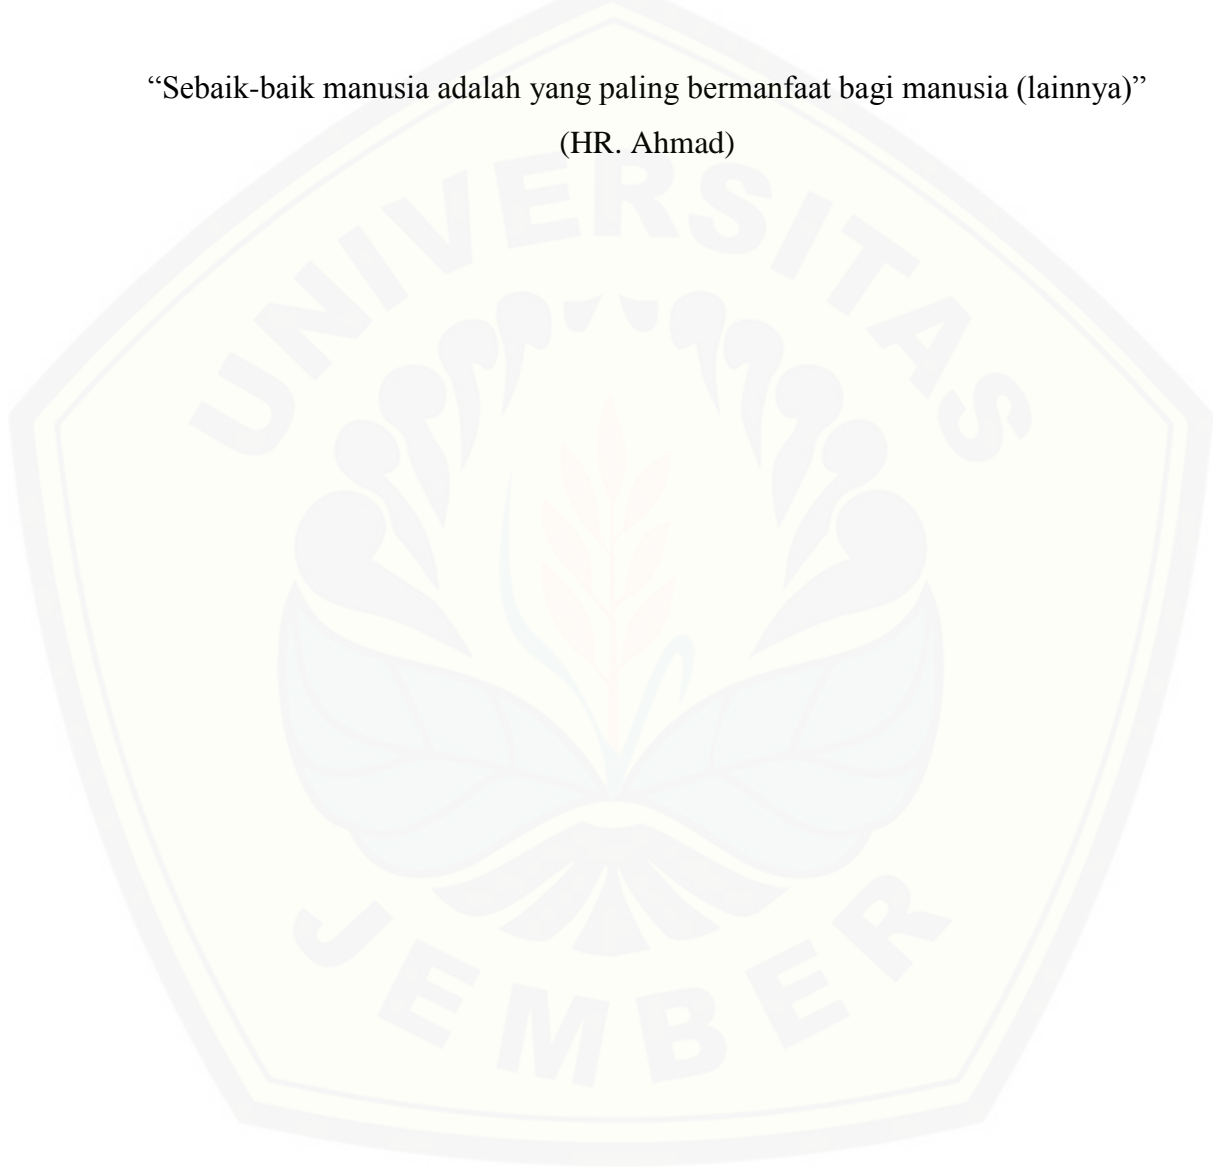 “Sebaik-baik manusia adalah yang paling bermanfaat bagi manusia (lainnya)”
(HR. Ahmad)
UNIVERSITAS
JEMBER